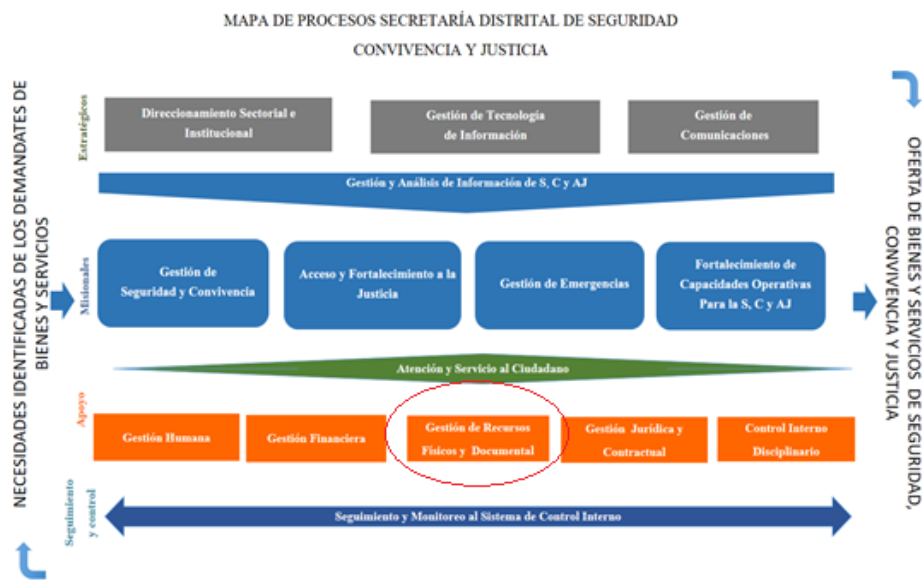 MAPA DE PROCESOS SECRETARÍA DISTRITAL DE SEGURIDAD
CONVIVENCIA Y JUSTICIA
NECESIDADES IDENTIFICADAS DE LOS DEMANDATES DE
BIENES Y SERVICIOS
Estratégicos
Direccionamiento Sectorial e
Institucional
Gestión de Tecnología
de Información
Gestión de
Comunicaciones
Gestión y Análisis de Información de S, C y AJ
Misionales
Gestión de
Seguridad y Convivencia
Acceso y Fortalecimiento a la
Justicia
Gestión de Emergencias
Fortalecimiento de
Capacidades Operativas
Para la S, C y AJ
Atención y Servicio al Ciudadano
Apoyo
Gestión Humana
Gestión Financiera
Gestión de Recursos
Físicos y Documental
Gestión Jurídica y
Contractual
Control Interno
Disciplinario
Seguimiento
y control
Seguimiento y Monitoreo al Sistema de Control Interno
OFERTA DE BIENES Y SERVICIOS DE SEGURIDAD,
CONVIVENCIA Y JUSTICIA